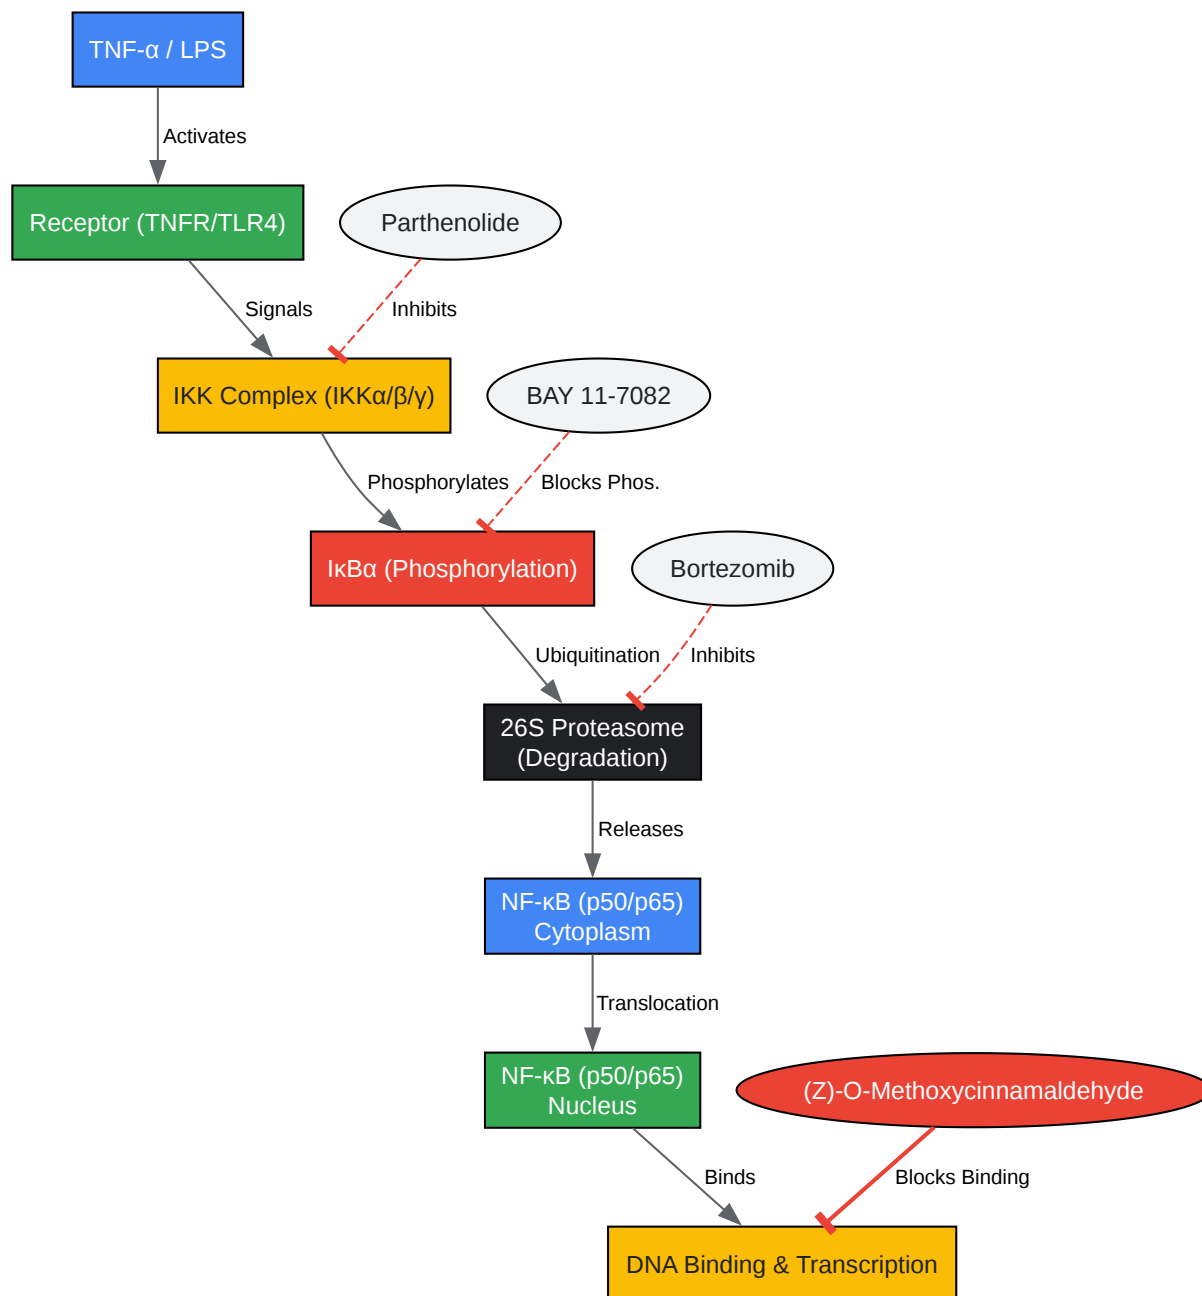 TNF-α / LPS
Activates
Receptor (TNFR/TLR4)
Parthenolide
Signals
Inhibits
IKK Complex (IKKα/β/γ)
BAY 11-7082
Phosphorylates
Blocks Phos.
IκBα (Phosphorylation)
Bortezomib
Ubiquitination
Inhibits
26S Proteasome
(Degradation)
Releases
NF-κB (p50/p65)
Cytoplasm
Translocation
NF-κB (p50/p65)
Nucleus
(Z)-O-Methoxycinnamaldehyde
Binds
Blocks Binding
DNA Binding & Transcription